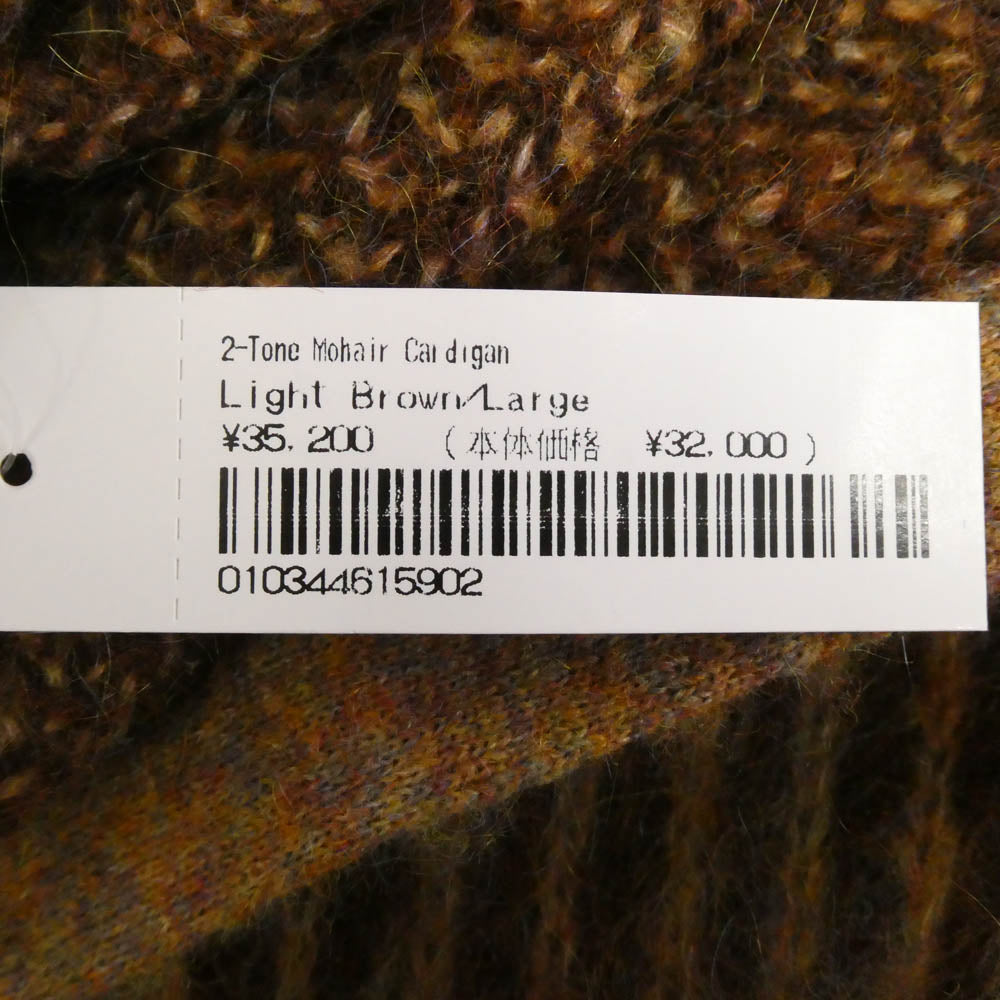 2-Tone Mohair Cardigan
Light Brown/Large
¥35,200 (本体価格 ¥32,000)
010344615902